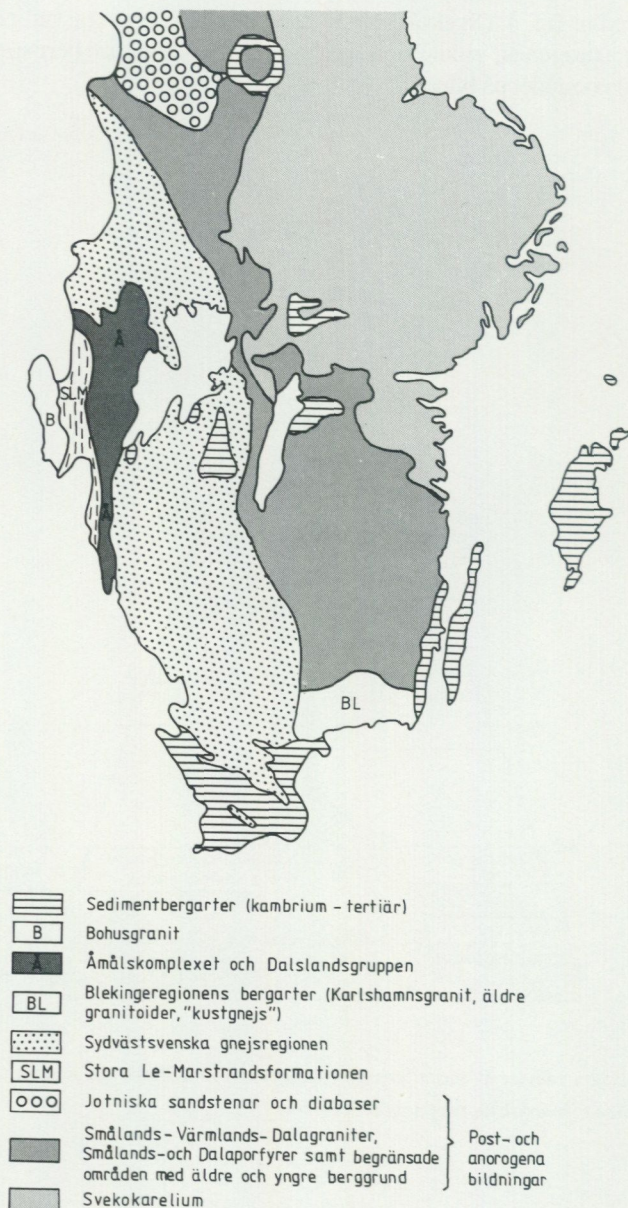 Å
SLM
B
Å
BL
Sedimentbergarter (kambrium - tertiär)
B Bohusgranit
Å Åmålskomplexet och Dalslandsgruppen
BL Blekingeregionens bergarter (Karlshamnsgranit, äldre
granitoider, "kustgnejs")
Sydvästsvenska gnejsregionen
SLM Stora Le-Marstrandsformationen
Jotniska sandstenar och diabaser
Smålands-Värmlands-Dalagraniter,
Smålands-och Dalaporfyrer samt begränsade
områden med äldre och yngre berggrund
Post- och
anorogena
bildningar
Svekokarelium